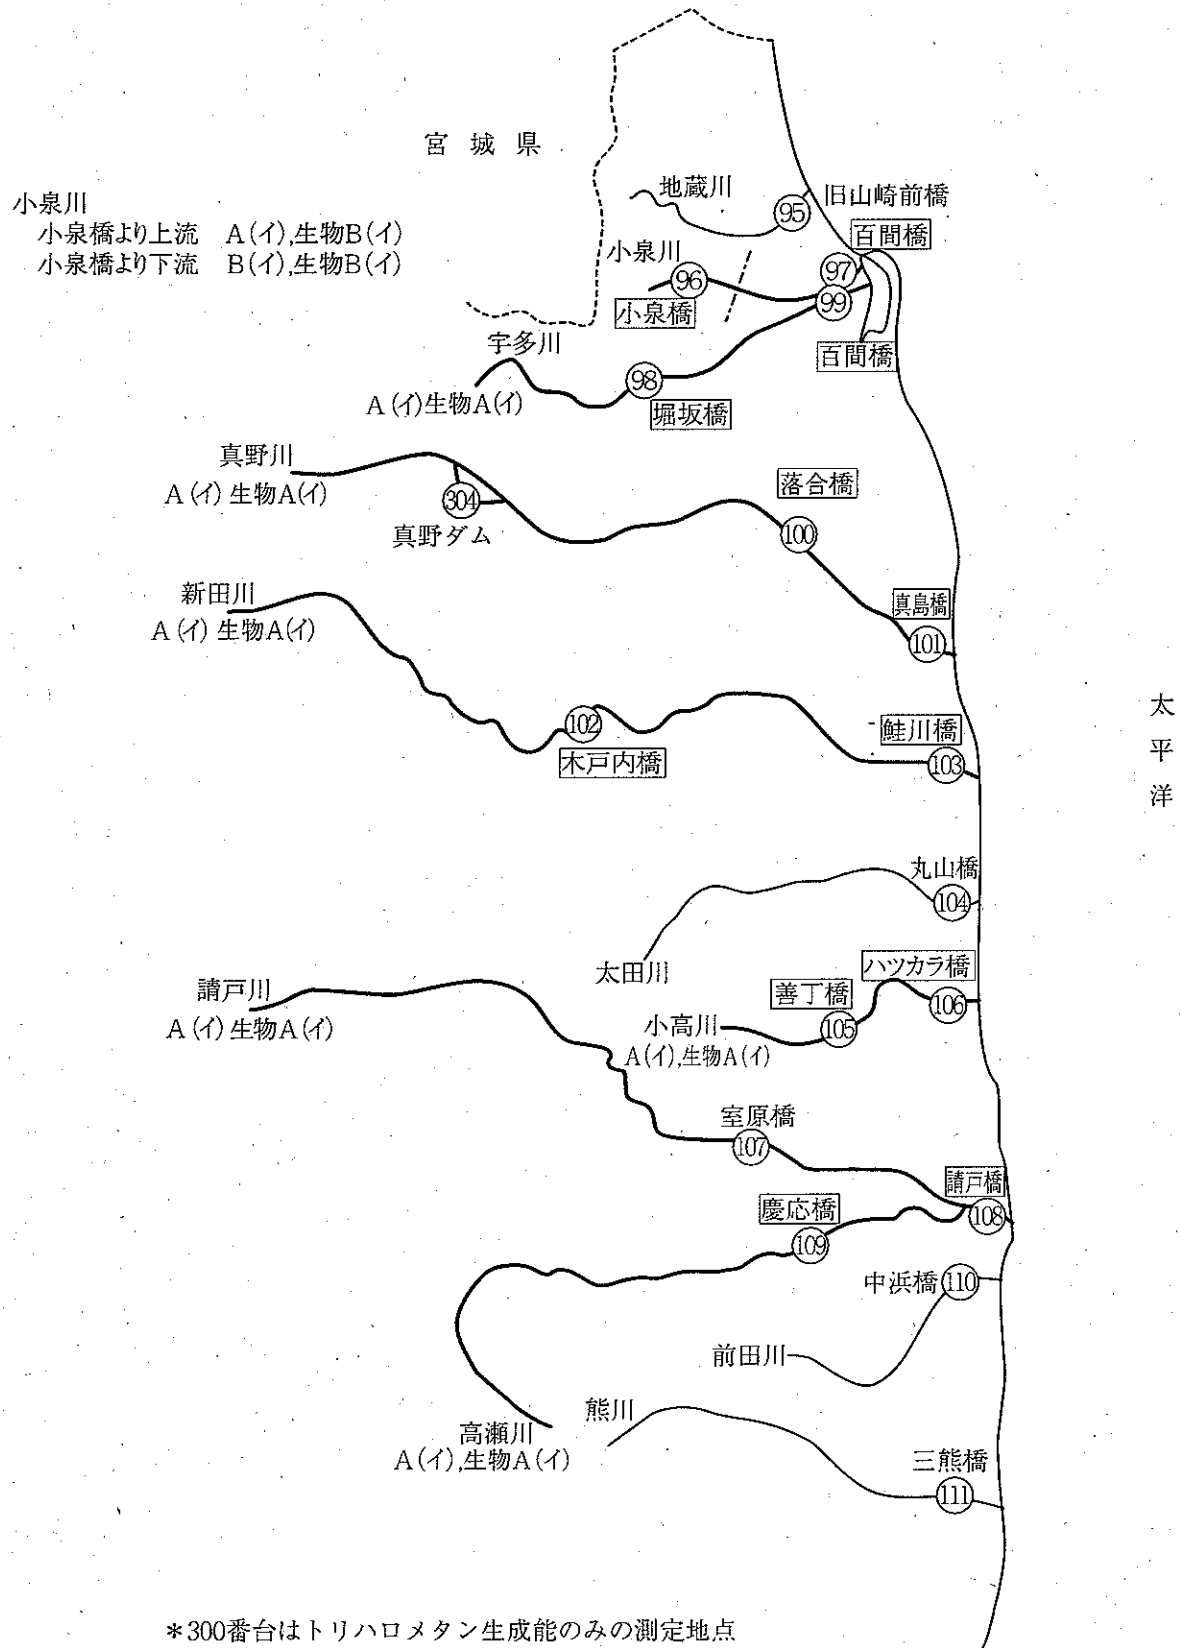 宮城県
小泉川
小泉橋より上流 A(イ),生物B(イ)
小泉橋より下流 B(イ),生物B(イ)
地蔵川
95
旧山崎前橋
百間橋
小泉川
96
97
小泉橋
99
百間橋
宇多川
A(イ)生物A(イ)
98
堀坂橋
真野川
A(イ)生物A(イ)
304
真野ダム
落合橋
100
新田川
A(イ)生物A(イ)
真島橋
101
102
木戸内橋
鮭川橋
103
太平洋
丸山橋
104
太田川
ハツカラ橋
106
善丁橋
105
小高川
A(イ),生物A(イ)
請戸川
A(イ)生物A(イ)
室原橋
107
請戸橋
108
慶応橋
109
中浜橋
110
前田川
高瀬川
A(イ),生物A(イ)
熊川
三熊橋
111
*300番台はトリハロメタン生成能のみの測定地点